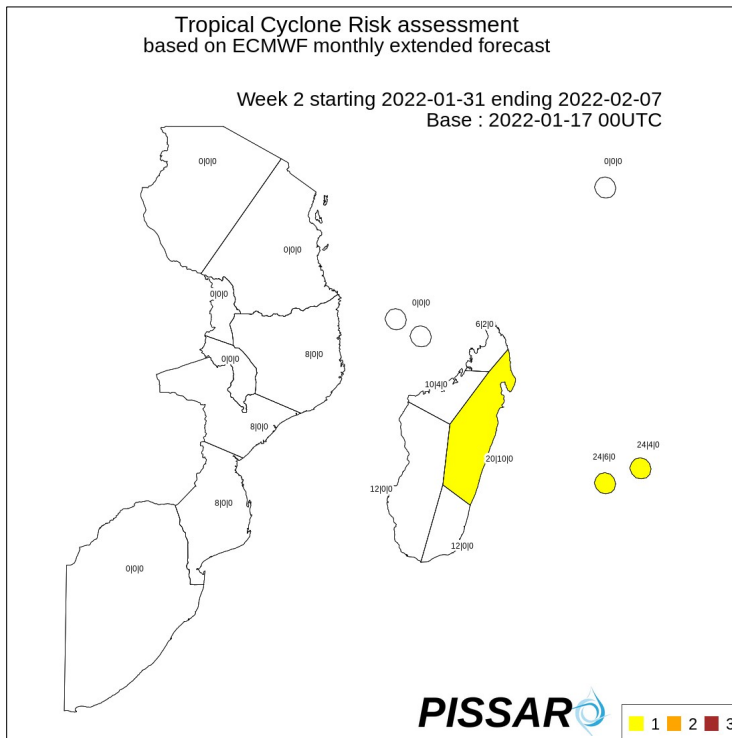 Tropical Cyclone Risk assessment
based on ECMWF monthly extended forecast
Week 2 starting 2022-01-31 ending 2022-02-07
Base : 2022-01-17 00UTC
0|0|0
0|0|0
0|0|0
0|0|0
0|0|0
6|2|0
8|0|0
0|0|0
10|4|0
8|0|0
24|4|0
24|6|0
20|10|0
12|0|0
8|0|0
12|0|0
0|0|0
PISSARO
1 2 3